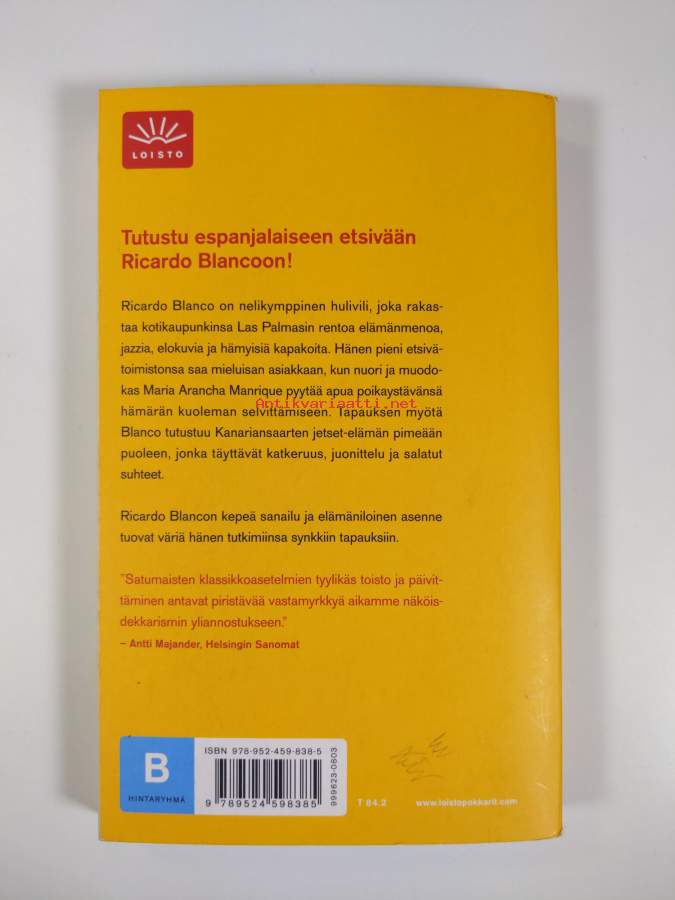 LOISTO
Tutustu espanjalaiseen etsivään
Ricardo Blancoon!
Ricardo Blanco on nelikymppinen hulivili, joka rakas-
taa kotikaupunkinsa Las Palmasin rentoa elämänmenoa,
jazzia, elokuvia ja hämyisiä kapakoita. Hänen pieni etsivä-
toimistonsa saa mieluisan asiakkaan, kun nuori ja muodo-
kas Maria Arancha Manrique pyytää apua poikaystävänsä
Antikvariaatti.net
hämärän kuoleman selvittämiseen. Tapauksen myötä
Blanco tutustuu Kanariansaarten jetset-elämän pimeään
puoleen, jonka täyttävät katkeruus, juonittelu ja salatut
suhteet.
Ricardo Blancon kepeä sanailu ja elämäniloinen asenne
tuovat väriä hänen tutkimiinsa synkkiin tapauksiin.
"Satumaisten klassikkoasetelmien tyylikäs toisto ja päivit-
täminen antavat piristävää vastamyrkkyä aikamme näköis-
dekkarismin yliannostukseen."
– Antti Majander, Helsingin Sanomat
B
HINTARYHMÄ
ISBN 978-952-459-838-5
9 789524 598385
999623-0603
T 84.2
www.loistopokkarit.com